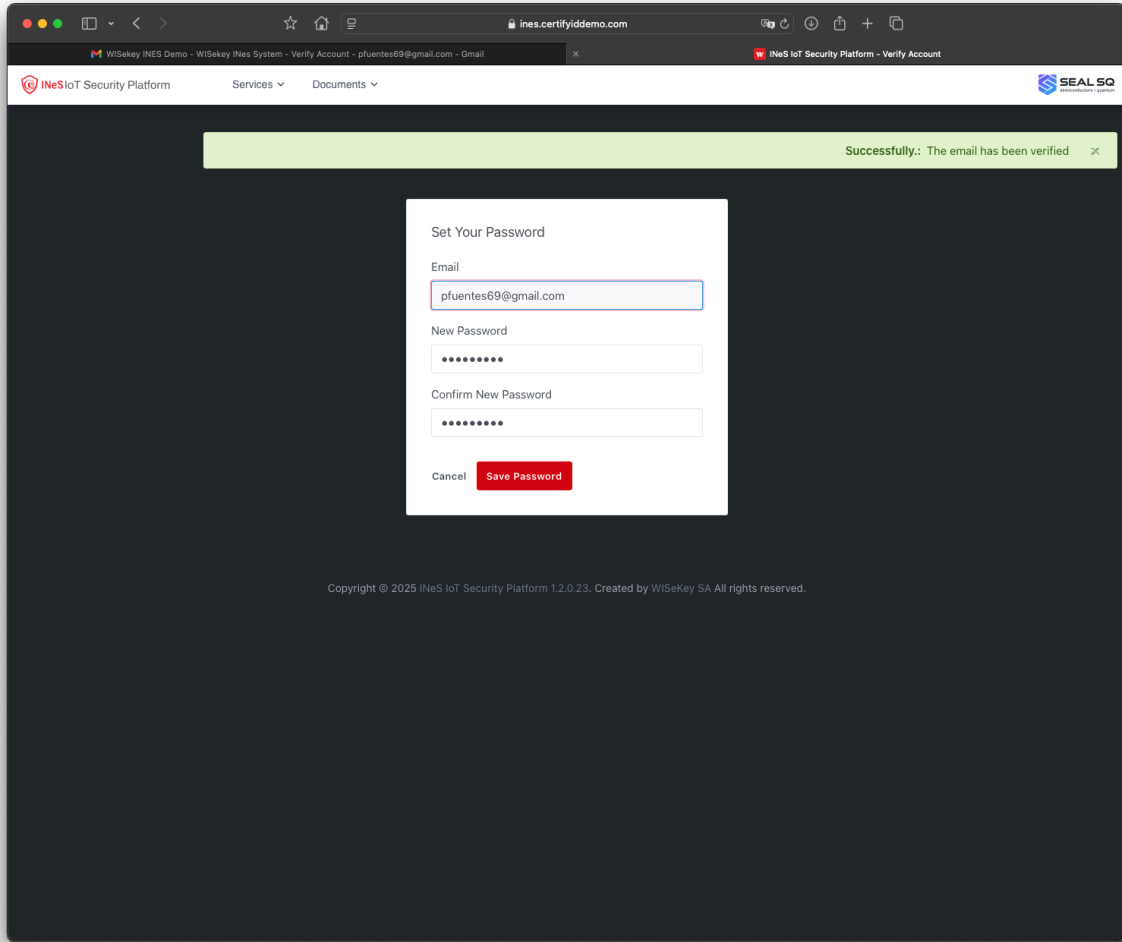 ines.certifyiddemo.com
WISekey INES Demo - WISekey INes System - Verify Account - pfuentes69@gmail.com - Gmail
INeS IoT Security Platform - Verify Account
INeS IoT Security Platform
Services
Documents
SEAL SQ
semiconductors + quantum
Successfully.: The email has been verified
Set Your Password
Email
pfuentes69@gmail.com
New Password
•••••••••
Confirm New Password
•••••••••
Cancel
Save Password
Copyright © 2025 INeS IoT Security Platform 1.2.0.23. Created by WISeKey SA All rights reserved.